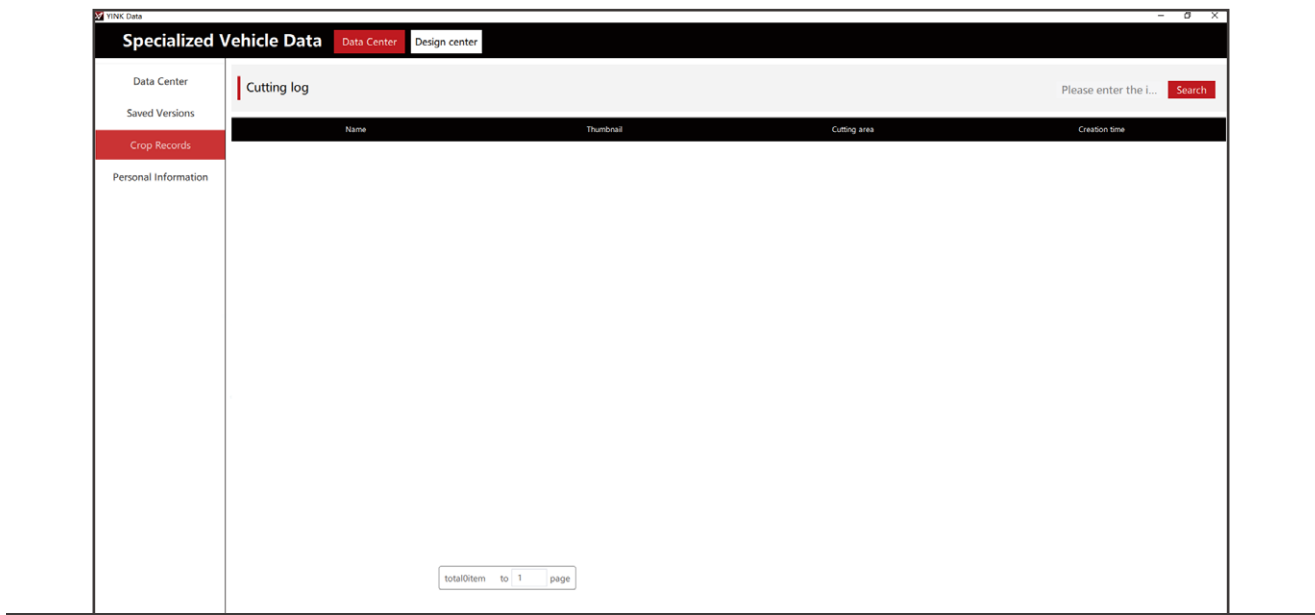 YINK Data
Specialized Vehicle Data Data Center Design center
Data Center
Saved Versions
Crop Records
Personal Information
Cutting log
Please enter the i... Search
Name Thumbnail Cutting area Creation time
total0item to 1 page